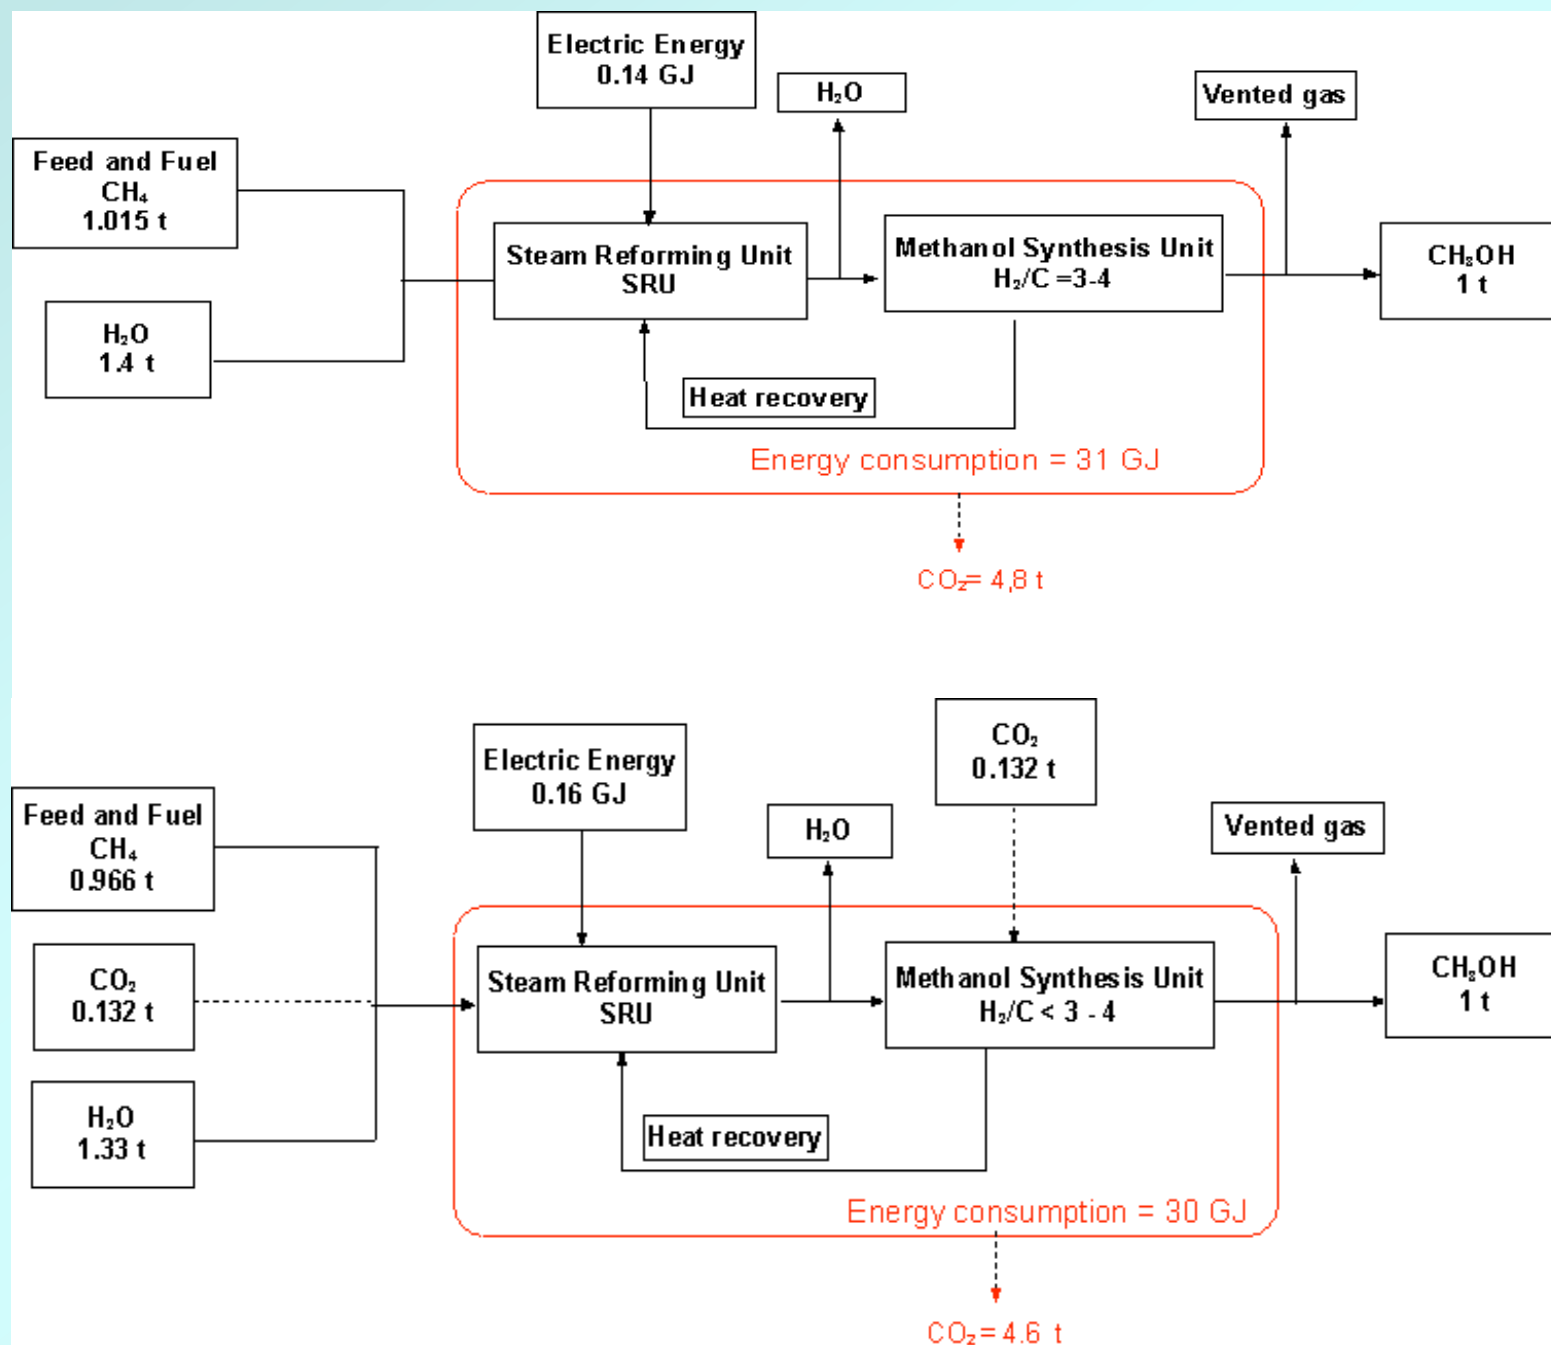 Electric Energy
0.14 GJ
H₂O
Vented gas
Feed and Fuel
CH₄
1.015 t
Steam Reforming Unit
SRU
Methanol Synthesis Unit
H₂/C =3-4
CH₃OH
1 t
H₂O
1.4 t
Heat recovery
Energy consumption = 31 GJ
CO₂= 4,8 t
Electric Energy
0.16 GJ
CO₂
0.132 t
H₂O
Vented gas
Feed and Fuel
CH₄
0.966 t
CO₂
0.132 t
Steam Reforming Unit
SRU
Methanol Synthesis Unit
H₂/C < 3 - 4
CH₃OH
1 t
H₂O
1.33 t
Heat recovery
Energy consumption = 30 GJ
CO₂= 4.6 t